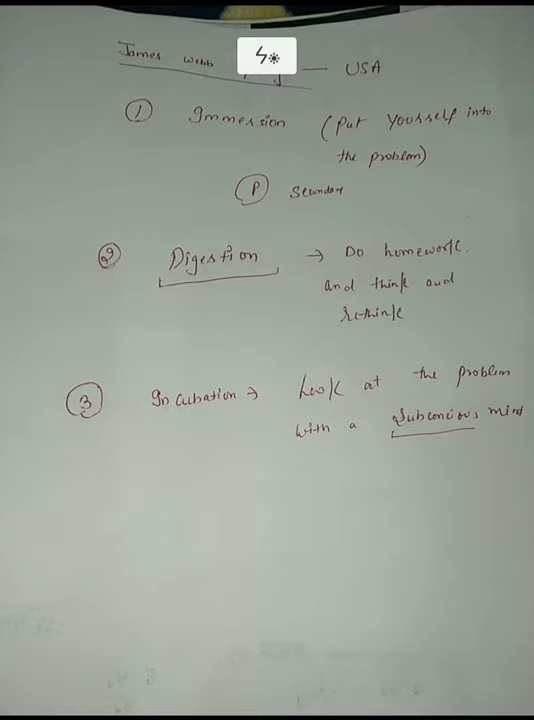 James Webb — USA
① Immersion (Put yourself into
the problem)
Ⓟ Secondary
② Digestion → Do homework.
and think and
re-think
③ Incubation → Look at the problem
with a Subconcious mind